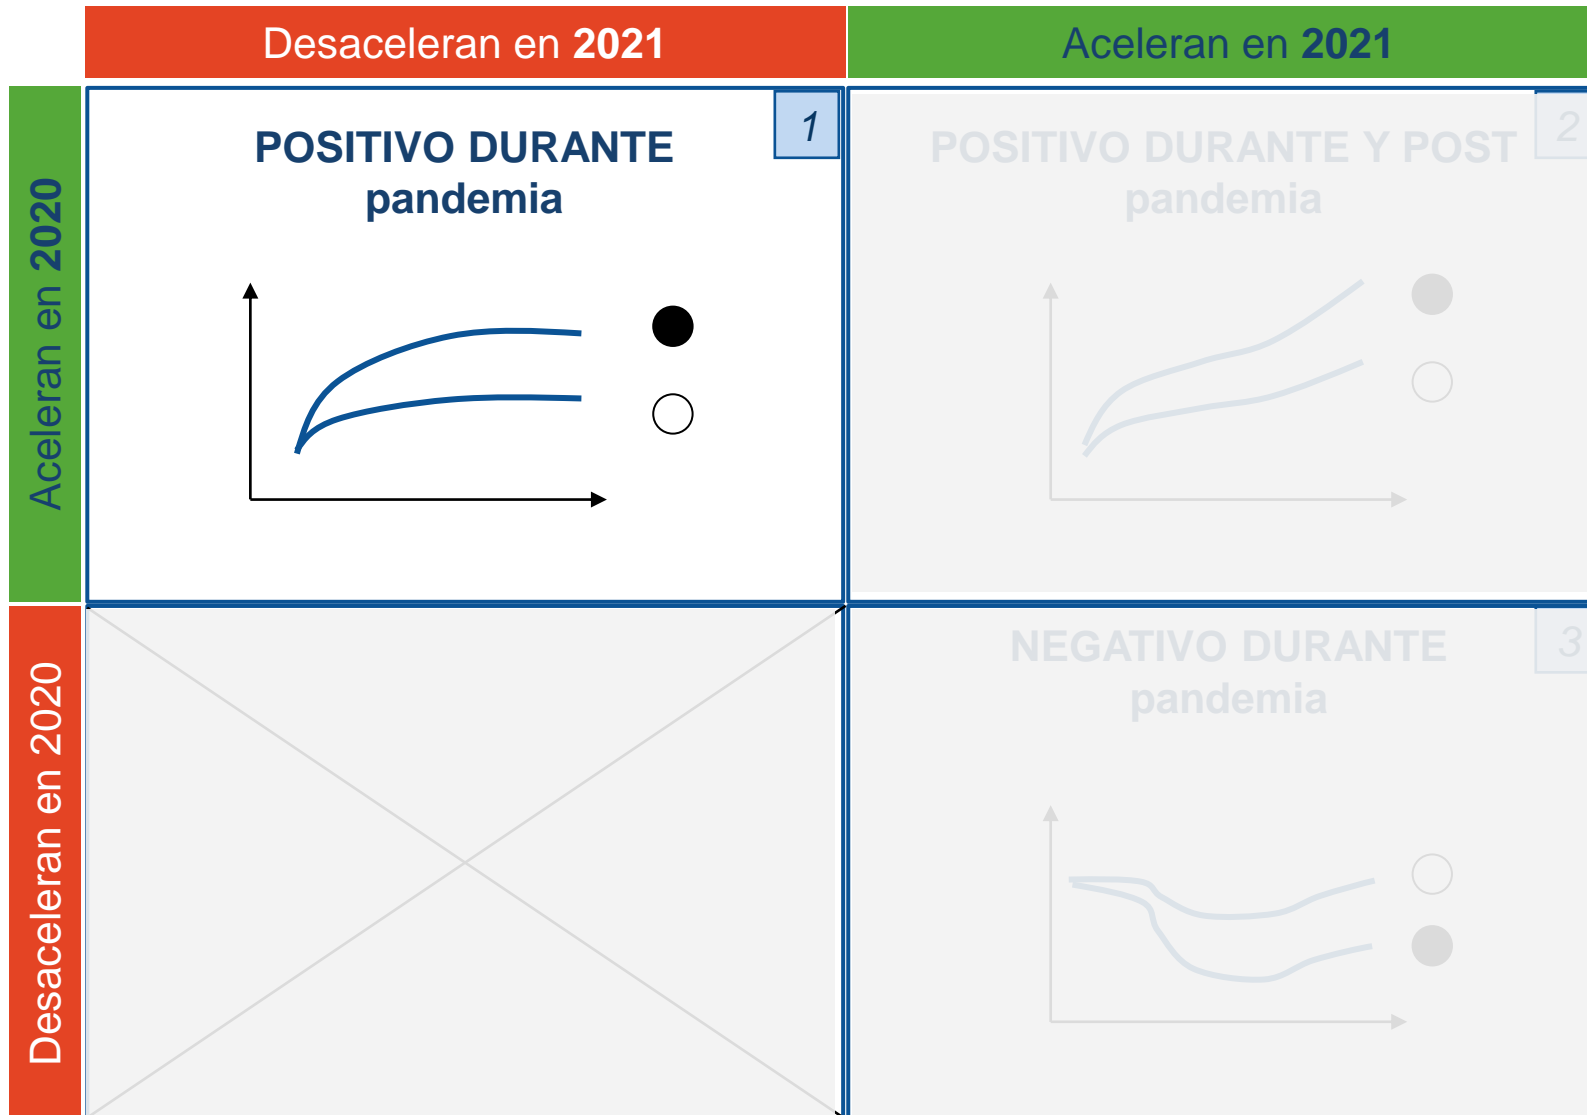 Desaceleran en 2021
Aceleran en 2021
Aceleran en 2020
POSITIVO DURANTE
pandemia
1
POSITIVO DURANTE Y POST
pandemia
2
Desaceleran en 2020
NEGATIVO DURANTE
pandemia
3